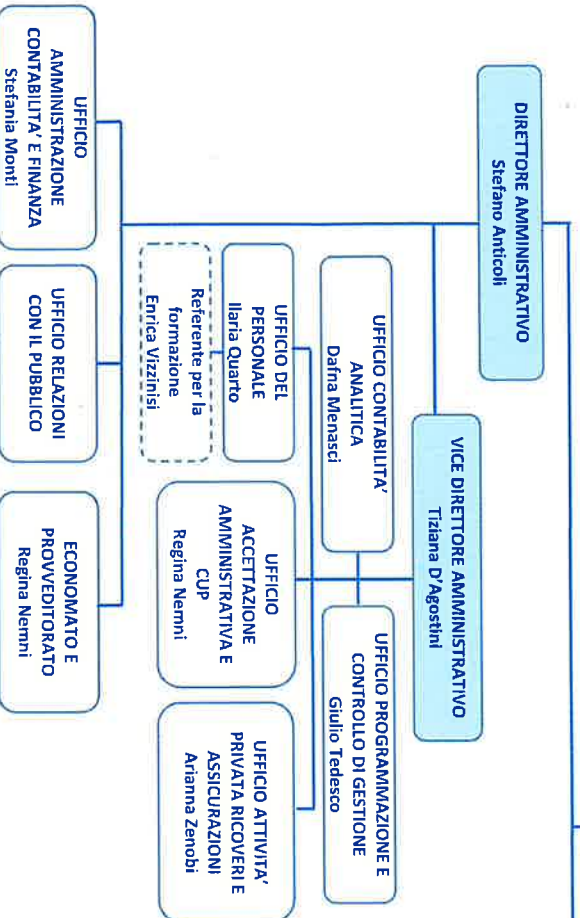 DIRETTORE AMMINISTRATIVO
Stefano Anticoli
VICE DIRETTORE AMMINISTRATIVO
Tiziana D'Agostini
UFFICIO CONTABILITA'
ANALITICA
Dafna Menasci
UFFICIO PROGRAMMAZIONE E
CONTROLLO DI GESTIONE
Giulio Tedesco
UFFICIO DEL
PERSONALE
Ilaria Quarto
Referente per la
formazione
Enrica Vizzinisi
UFFICIO
ACCETTAZIONE
AMMINISTRATIVA E
CUP
Regina Nemni
UFFICIO ATTIVITA'
PRIVATA RICOVERI E
ASSICURAZIONI
Arianna Zenobi
UFFICIO
AMMINISTRAZIONE
CONTABILITA' E FINANZA
Stefania Monti
UFFICIO RELAZIONI
CON IL PUBBLICO
ECONOMATO E
PROVVEDITORATO
Regina Nemni